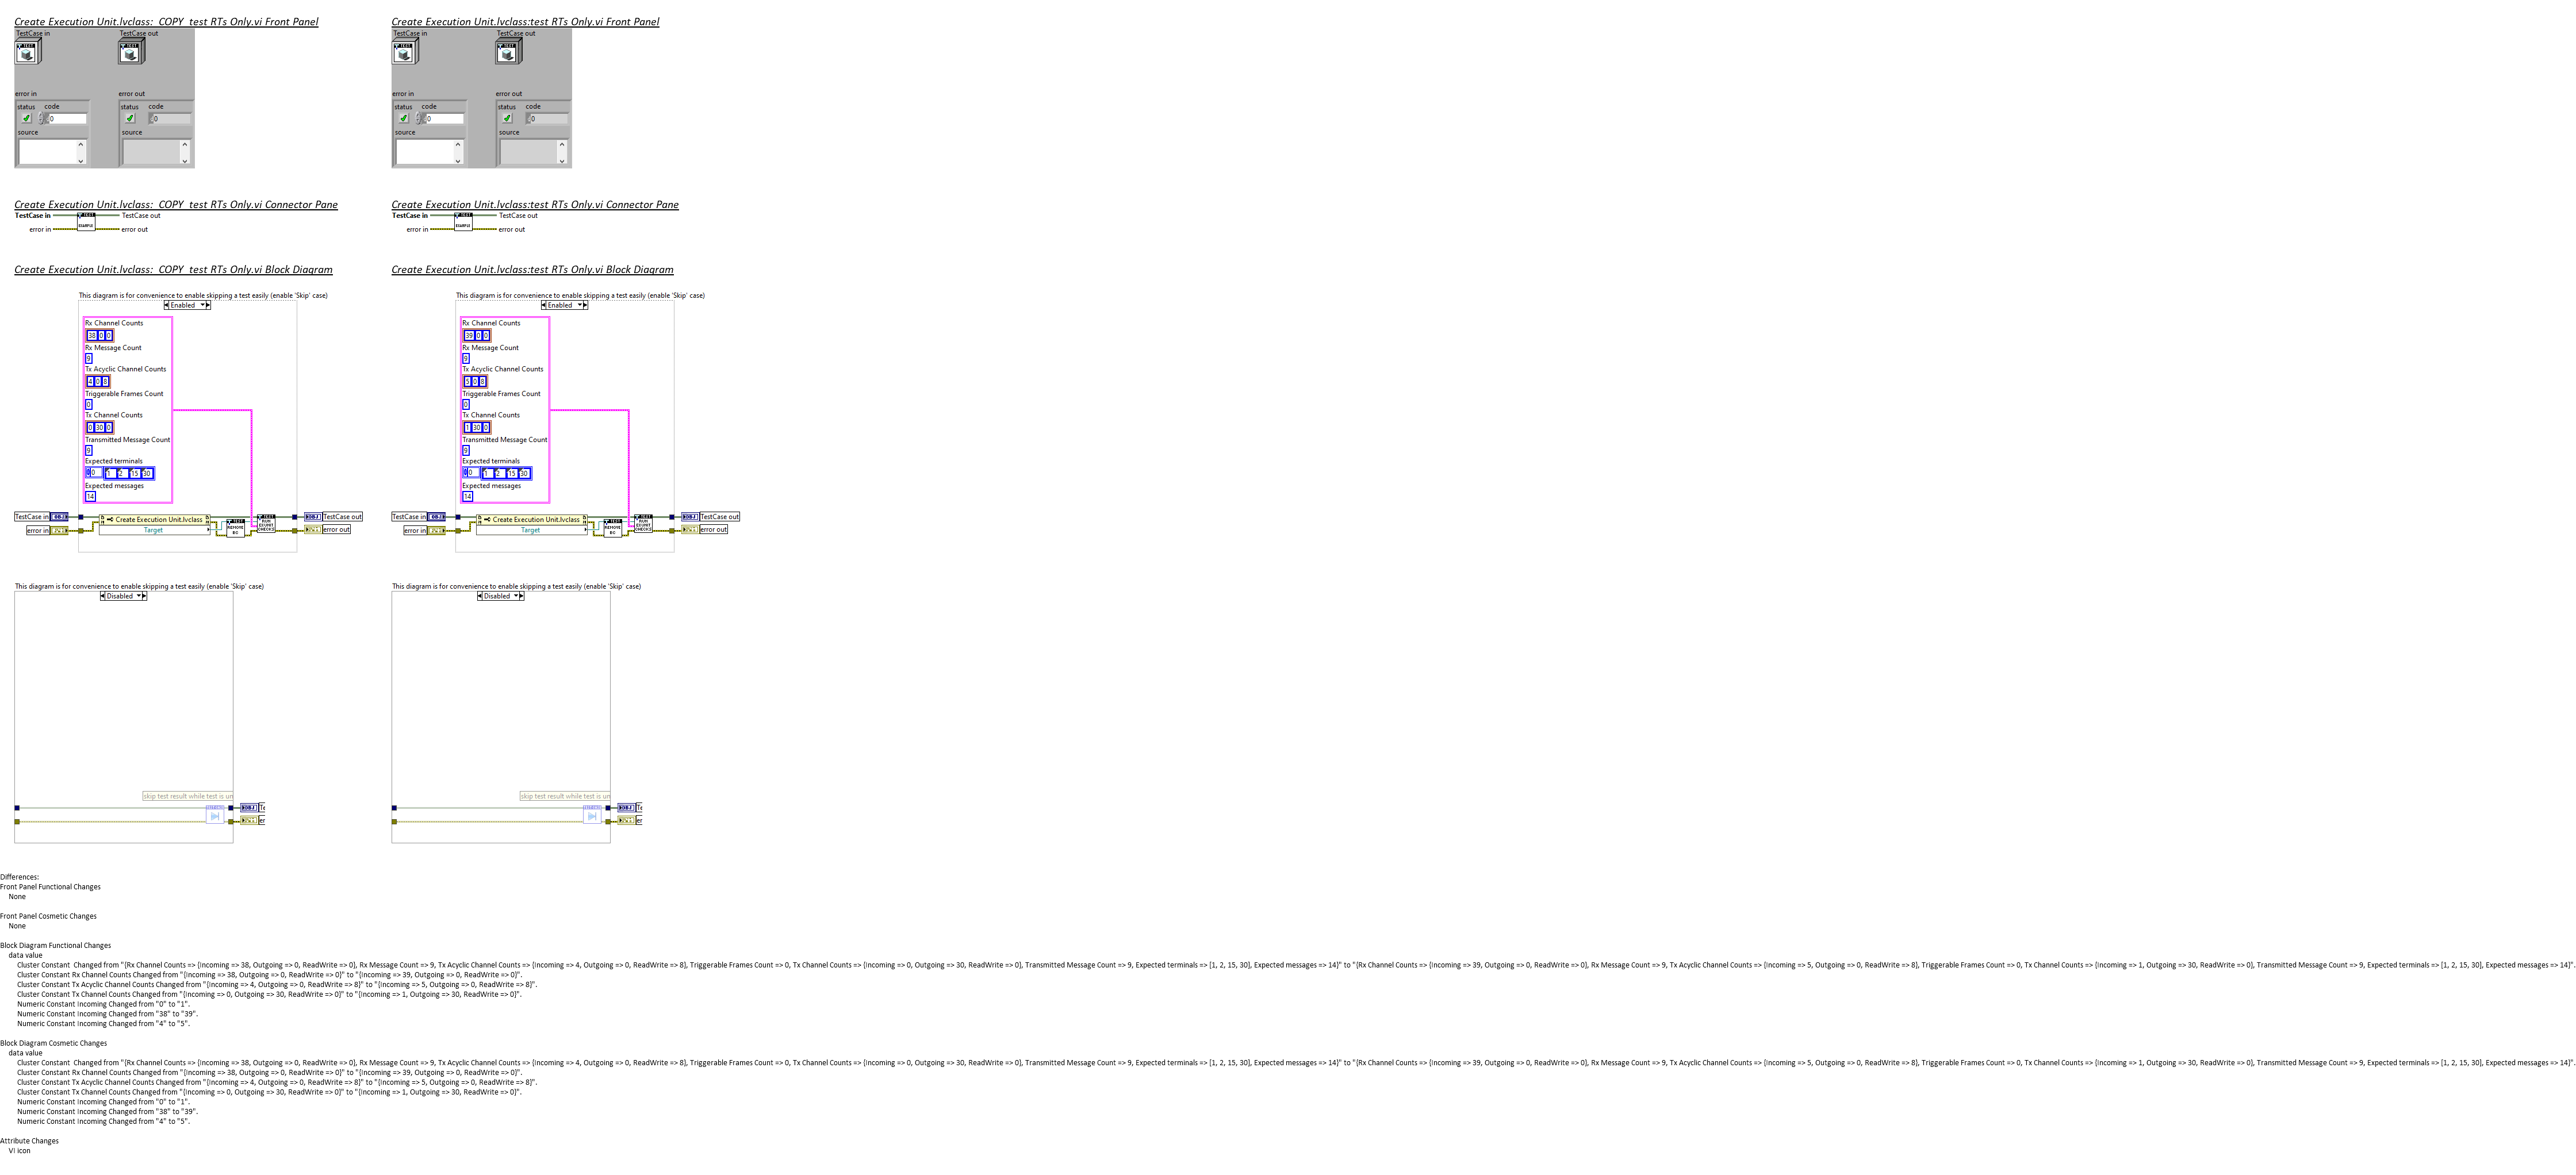 Create Execution Unit.lvclass:_COPY_test RTs Only.vi Front Panel
TestCase in
TestCase out
TEST
TEST
error in
error out
status
code
status
code
0
0
source
source
Create Execution Unit.lvclass:test RTs Only.vi Front Panel
TestCase in
TestCase out
TEST
TEST
error in
error out
status
code
status
code
0
0
source
source
Create Execution Unit.lvclass:_COPY_test RTs Only.vi Connector Pane
TestCase in
TEST
TestCase out
error in
EXAMPLE
error out
Create Execution Unit.lvclass:test RTs Only.vi Connector Pane
TestCase in
TEST
TestCase out
error in
EXAMPLE
error out
Create Execution Unit.lvclass:_COPY_test RTs Only.vi Block Diagram
This diagram is for convenience to enable skipping a test easily (enable 'Skip' case)
Enabled
Rx Channel Counts
38 0 0
Rx Message Count
9
Tx Acyclic Channel Counts
4 0 8
Triggerable Frames Count
0
Tx Channel Counts
0 30 0
Transmitted Message Count
9
Expected terminals
0 1 2 15 30
Expected messages
14
TestCase in
OBJ
Create Execution Unit.lvclass
Target
TEST
REMOVE
BC
TEST
RUN
COUNT
CHECKS
OBJ
TestCase out
error in
error out
Create Execution Unit.lvclass:test RTs Only.vi Block Diagram
This diagram is for convenience to enable skipping a test easily (enable 'Skip' case)
Enabled
Rx Channel Counts
39 0 0
Rx Message Count
9
Tx Acyclic Channel Counts
5 0 8
Triggerable Frames Count
0
Tx Channel Counts
1 30 0
Transmitted Message Count
9
Expected terminals
0 1 2 15 30
Expected messages
14
TestCase in
OBJ
Create Execution Unit.lvclass
Target
TEST
REMOVE
BC
TEST
RUN
COUNT
CHECKS
OBJ
TestCase out
error in
error out
This diagram is for convenience to enable skipping a test easily (enable 'Skip' case)
Disabled
skip test result while test is un
OBJ
Te
er
This diagram is for convenience to enable skipping a test easily (enable 'Skip' case)
Disabled
skip test result while test is un
OBJ
Te
er
Differences:
Front Panel Functional Changes
None
Front Panel Cosmetic Changes
None
Block Diagram Functional Changes
data value
Cluster Constant  Changed from "{Rx Channel Counts => {Incoming => 38, Outgoing => 0, ReadWrite => 0}, Rx Message Count => 9, Tx Acyclic Channel Counts => {Incoming => 4, Outgoing => 0, ReadWrite => 8}, Triggerable Frames Count => 0, Tx Channel Counts => {Incoming => 0, Outgoing => 30, ReadWrite => 0}, Transmitted Message Count => 9, Expected terminals => [1, 2, 15, 30], Expected messages => 14}" to "{Rx Channel Counts => {Incoming => 39, Outgoing => 0, ReadWrite => 0}, Rx Message Count => 9, Tx Acyclic Channel Counts => {Incoming => 5, Outgoing => 0, ReadWrite => 8}, Triggerable Frames Count => 0, Tx Channel Counts => {Incoming => 1, Outgoing => 30, ReadWrite => 0}, Transmitted Message Count => 9, Expected terminals => [1, 2, 15, 30], Expected messages => 14}".
Cluster Constant Rx Channel Counts Changed from "{Incoming => 38, Outgoing => 0, ReadWrite => 0}" to "{Incoming => 39, Outgoing => 0, ReadWrite => 0}".
Cluster Constant Tx Acyclic Channel Counts Changed from "{Incoming => 4, Outgoing => 0, ReadWrite => 8}" to "{Incoming => 5, Outgoing => 0, ReadWrite => 8}".
Cluster Constant Tx Channel Counts Changed from "{Incoming => 0, Outgoing => 30, ReadWrite => 0}" to "{Incoming => 1, Outgoing => 30, ReadWrite => 0}".
Numeric Constant Incoming Changed from "0" to "1".
Numeric Constant Incoming Changed from "38" to "39".
Numeric Constant Incoming Changed from "4" to "5".
Block Diagram Cosmetic Changes
data value
Cluster Constant  Changed from "{Rx Channel Counts => {Incoming => 38, Outgoing => 0, ReadWrite => 0}, Rx Message Count => 9, Tx Acyclic Channel Counts => {Incoming => 4, Outgoing => 0, ReadWrite => 8}, Triggerable Frames Count => 0, Tx Channel Counts => {Incoming => 0, Outgoing => 30, ReadWrite => 0}, Transmitted Message Count => 9, Expected terminals => [1, 2, 15, 30], Expected messages => 14}" to "{Rx Channel Counts => {Incoming => 39, Outgoing => 0, ReadWrite => 0}, Rx Message Count => 9, Tx Acyclic Channel Counts => {Incoming => 5, Outgoing => 0, ReadWrite => 8}, Triggerable Frames Count => 0, Tx Channel Counts => {Incoming => 1, Outgoing => 30, ReadWrite => 0}, Transmitted Message Count => 9, Expected terminals => [1, 2, 15, 30], Expected messages => 14}".
Cluster Constant Rx Channel Counts Changed from "{Incoming => 38, Outgoing => 0, ReadWrite => 0}" to "{Incoming => 39, Outgoing => 0, ReadWrite => 0}".
Cluster Constant Tx Acyclic Channel Counts Changed from "{Incoming => 4, Outgoing => 0, ReadWrite => 8}" to "{Incoming => 5, Outgoing => 0, ReadWrite => 8}".
Cluster Constant Tx Channel Counts Changed from "{Incoming => 0, Outgoing => 30, ReadWrite => 0}" to "{Incoming => 1, Outgoing => 30, ReadWrite => 0}".
Numeric Constant Incoming Changed from "0" to "1".
Numeric Constant Incoming Changed from "38" to "39".
Numeric Constant Incoming Changed from "4" to "5".
Attribute Changes
VI icon